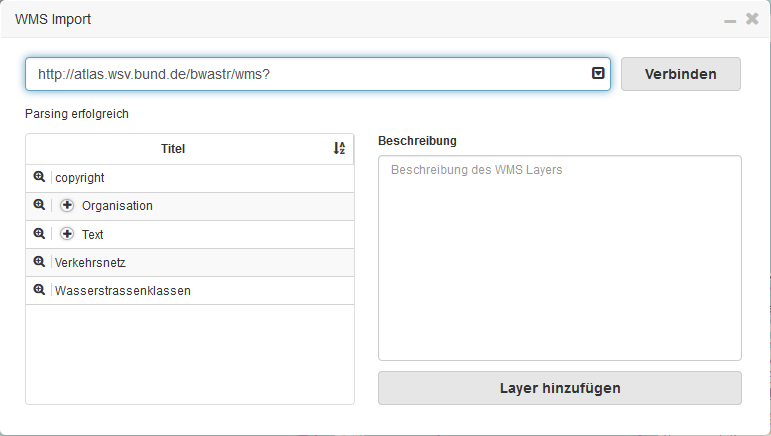 WMS Import
http://atlas.wsv.bund.de/bwastr/wms?
Verbinden
Parsing erfolgreich
Titel
copyright
Organisation
Text
Verkehrsnetz
Wasserstrassenklassen
Beschreibung
Beschreibung des WMS Layers
Layer hinzufügen